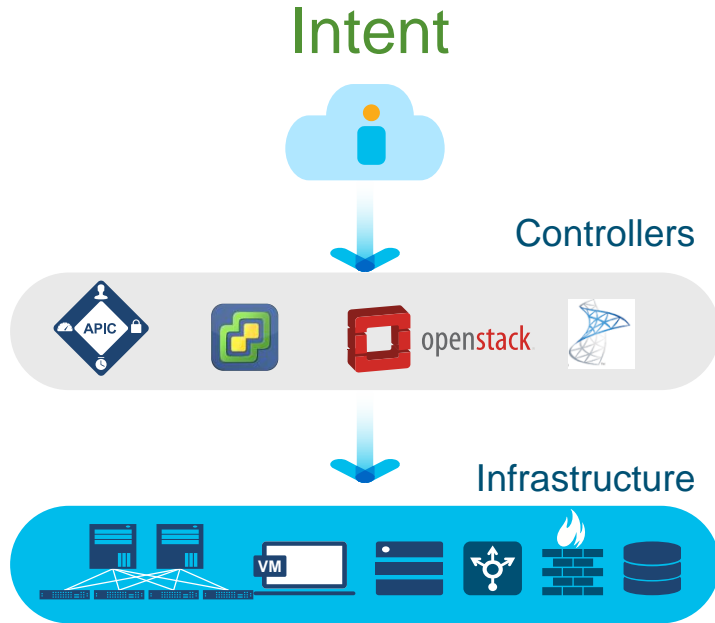 Intent
Controllers
APIC
openstack
Infrastructure
VM